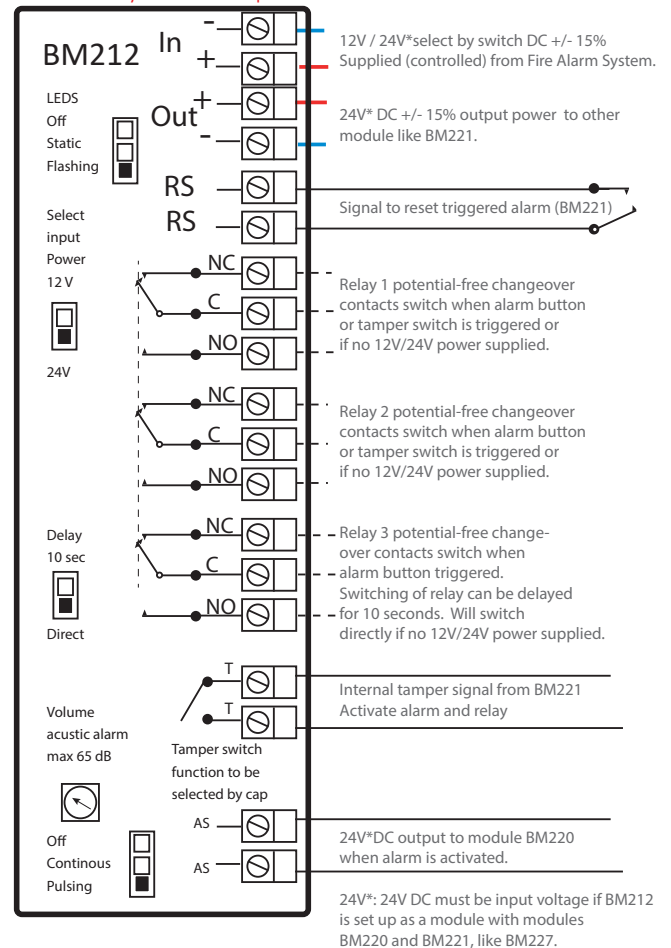 BM212
In
-
+
12V / 24V*select by switch DC +/- 15%
Supplied (controlled) from Fire Alarm System.
LEDS
Off
Static
Flashing
Out
+
-
24V* DC +/- 15% output power to other
module like BM221.
RS
RS
Signal to reset triggered alarm (BM221)
Select
input
Power
12 V
24V
NC
C
NO
Relay 1 potential-free changeover
contacts switch when alarm button
or tamper switch is triggered or
if no 12V/24V power supplied.
NC
C
NO
Relay 2 potential-free changeover
contacts switch when alarm button
or tamper switch is triggered or
if no 12V/24V power supplied.
Delay
10 sec
Direct
NC
C
NO
Relay 3 potential-free change-
over contacts switch when
alarm button triggered.
Switching of relay can be delayed
for 10 seconds. Will switch
directly if no 12V/24V power supplied.
T
T
Internal tamper signal from BM221
Activate alarm and relay
Tamper switch
function to be
selected by cap
Volume
acustic alarm
max 65 dB
Off
Continous
Pulsing
AS
AS
24V*DC output to module BM220
when alarm is activated.
24V*: 24V DC must be input voltage if BM212
is set up as a module with modules
BM220 and BM221, like BM227.